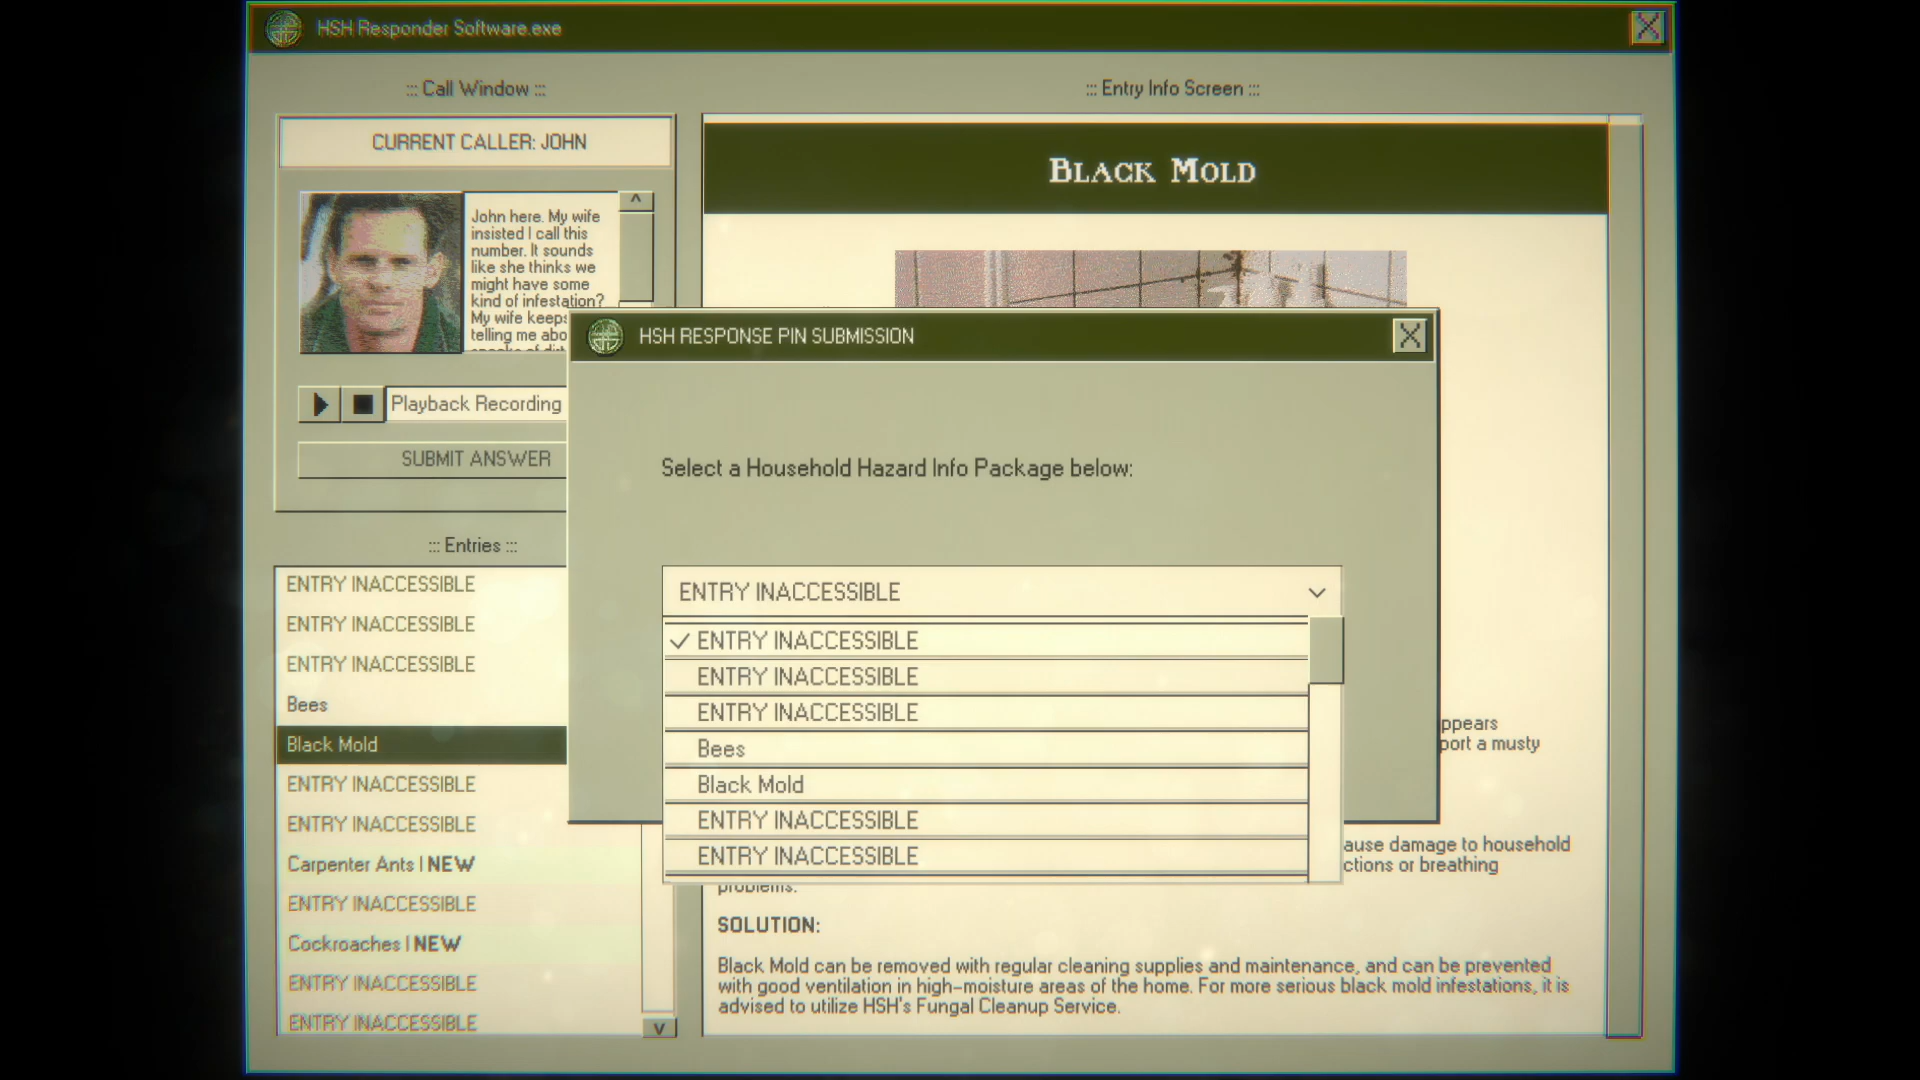 HSH Responder Software.exe
::: Call Window :::
CURRENT CALLER: JOHN
John here. My wife
insisted I call this
number. It sounds
like she thinks we
might have some
kind of infestation?
My wife keeps
telling me
Playback Recording
SUBMIT ANSWER
::: Entries :::
ENTRY INACCESSIBLE
ENTRY INACCESSIBLE
ENTRY INACCESSIBLE
Bees
Black Mold
ENTRY INACCESSIBLE
ENTRY INACCESSIBLE
Carpenter Ants | NEW
ENTRY INACCESSIBLE
Cockroaches | NEW
ENTRY INACCESSIBLE
ENTRY INACCESSIBLE
::: Entry Info Screen :::
BLACK MOLD
HSH RESPONSE PIN SUBMISSION
Select a Household Hazard Info Package below:
ENTRY INACCESSIBLE
ENTRY INACCESSIBLE
ENTRY INACCESSIBLE
ENTRY INACCESSIBLE
Bees
Black Mold
ENTRY INACCESSIBLE
ENTRY INACCESSIBLE
a musty
damage to household
or breathing
problems.
SOLUTION:
Black Mold can be removed with regular cleaning supplies and maintenance, and can be prevented
with good ventilation in high-moisture areas of the home. For more serious black mold infestations, it is
advised to utilize HSH's Fungal Cleanup Service.